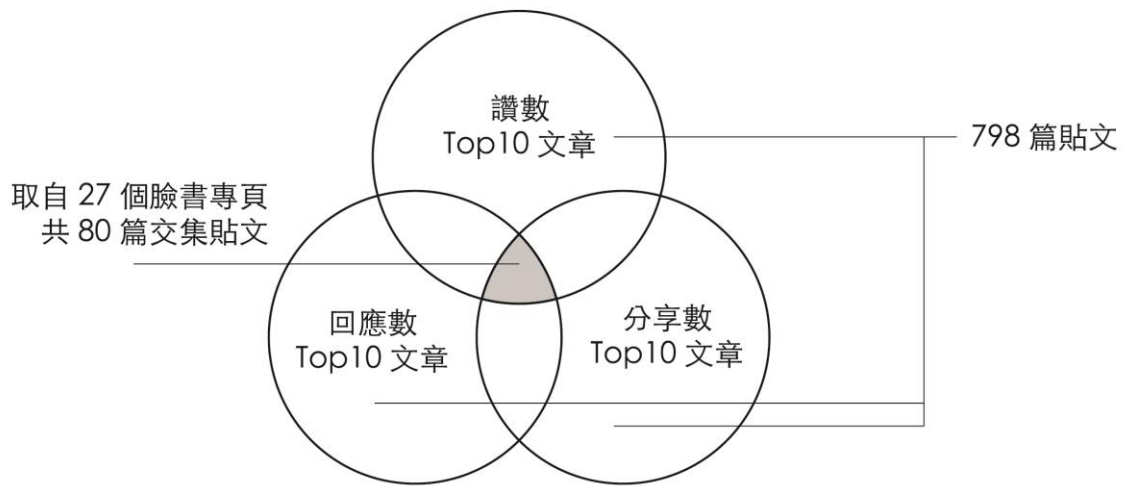 讚數
Top10 文章
798 篇貼文
取自 27 個臉書專頁
共 80 篇交集貼文
回應數
Top10 文章
分享數
Top10 文章